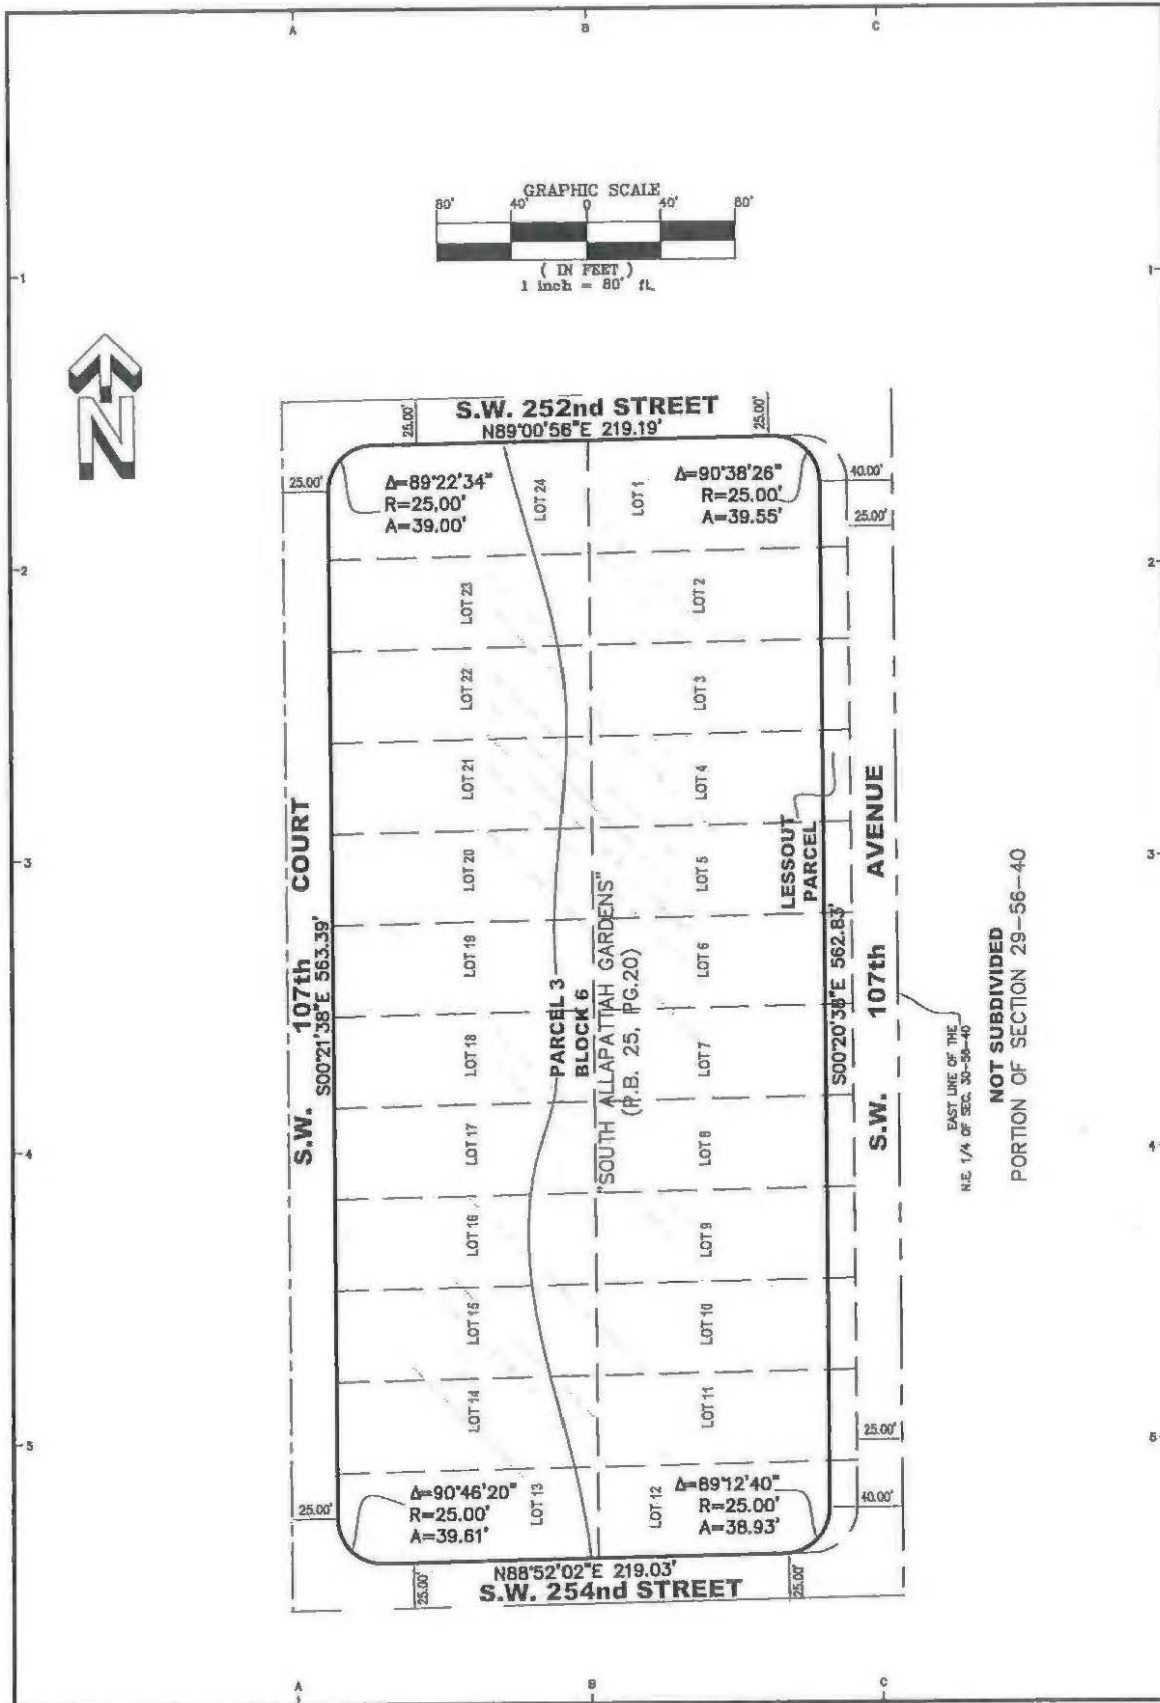 A B C
GRAPHIC SCALE
80' 40' 0 40' 80'
( IN FEET )
1 inch = 80' ft.
1 1
N
S.W. 252nd STREET
N89°00'56"E 219.19'
25.00' 25.00'
25.00'
Δ=89°22'34"
R=25.00'
A=39.00'
LOT 24
LOT 1
Δ=90°38'26"
R=25.00'
A=39.55'
40.00'
25.00'
2 2
LOT 23
LOT 2
LOT 22
LOT 3
LOT 21
LOT 4
LESSOUT
PARCEL
3 3
LOT 20
LOT 5
LOT 19
LOT 6
LOT 18
LOT 7
S.W. 107th COURT
S00°21'38"E 563.39'
PARCEL 3
BLOCK 6
"SOUTH ALLAPATTAH GARDENS"
(P.B. 25, PG.20)
S00°20'38"E 562.83'
S.W. 107th AVENUE
EAST LINE OF THE
N.E. 1/4 OF SEC. 30-56-40
NOT SUBDIVIDED
PORTION OF SECTION 29-56-40
4 4
LOT 17
LOT 8
LOT 16
LOT 9
LOT 15
LOT 10
LOT 14
LOT 11
5 5
25.00'
25.00'
Δ=90°46'20"
R=25.00'
A=39.61'
LOT 13
LOT 12
Δ=89°12'40"
R=25.00'
A=38.93'
40.00'
N88°52'02"E 219.03'
25.00' 25.00'
S.W. 254nd STREET
A B C